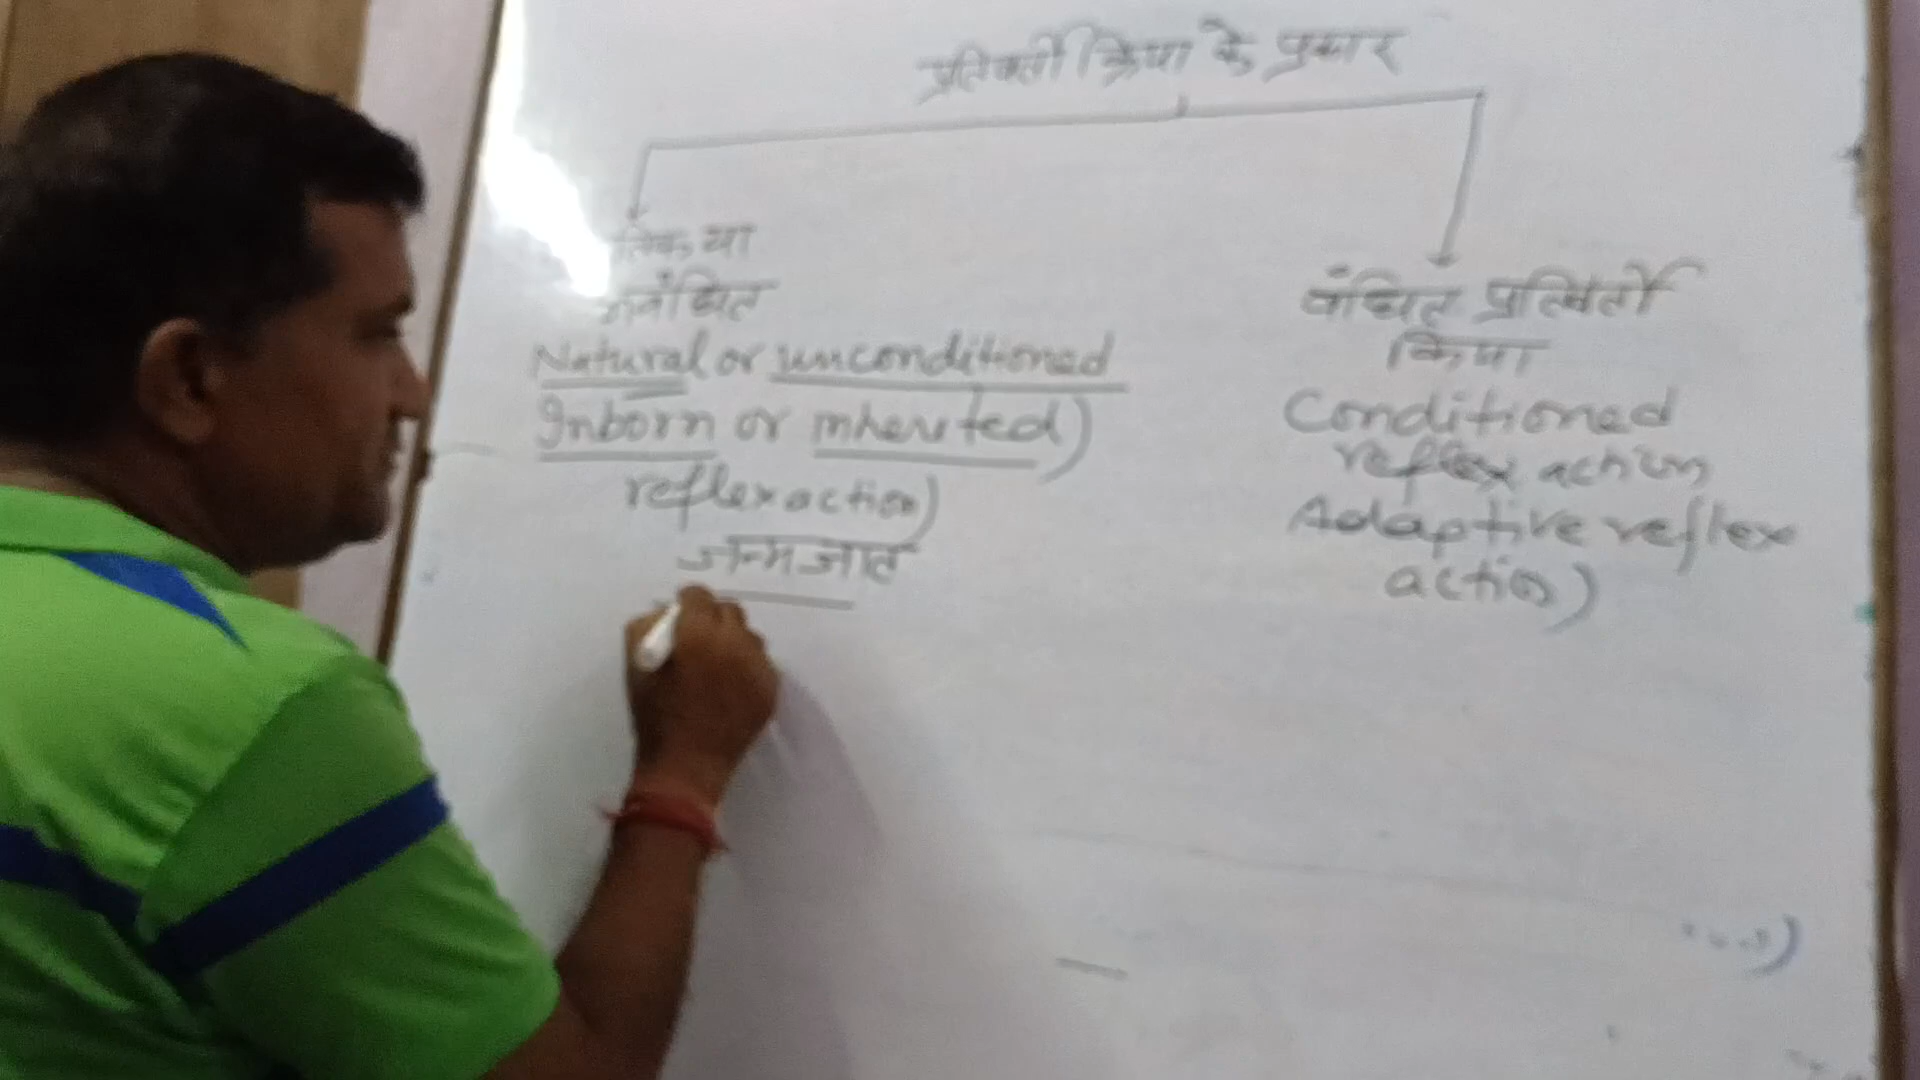 प्रतिवर्ती क्रिया के प्रकार
या
Natural or unconditioned
Inborn or inherited)
reflex action)
जन्मजात
वंधित प्रतिवर्ती
क्रिया
Conditioned
reflex action
Adaptive reflex
action)